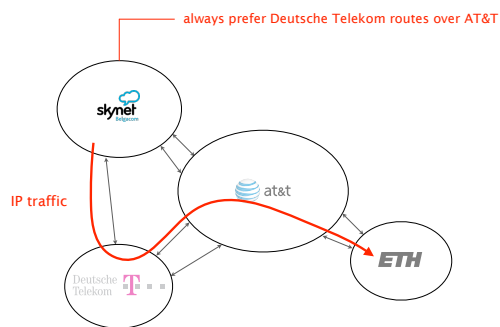 always prefer Deutsche Telekom routes over AT&T
skynet
Belgacom
at&t
IP traffic
ETH
Deutsche
Telekom
T